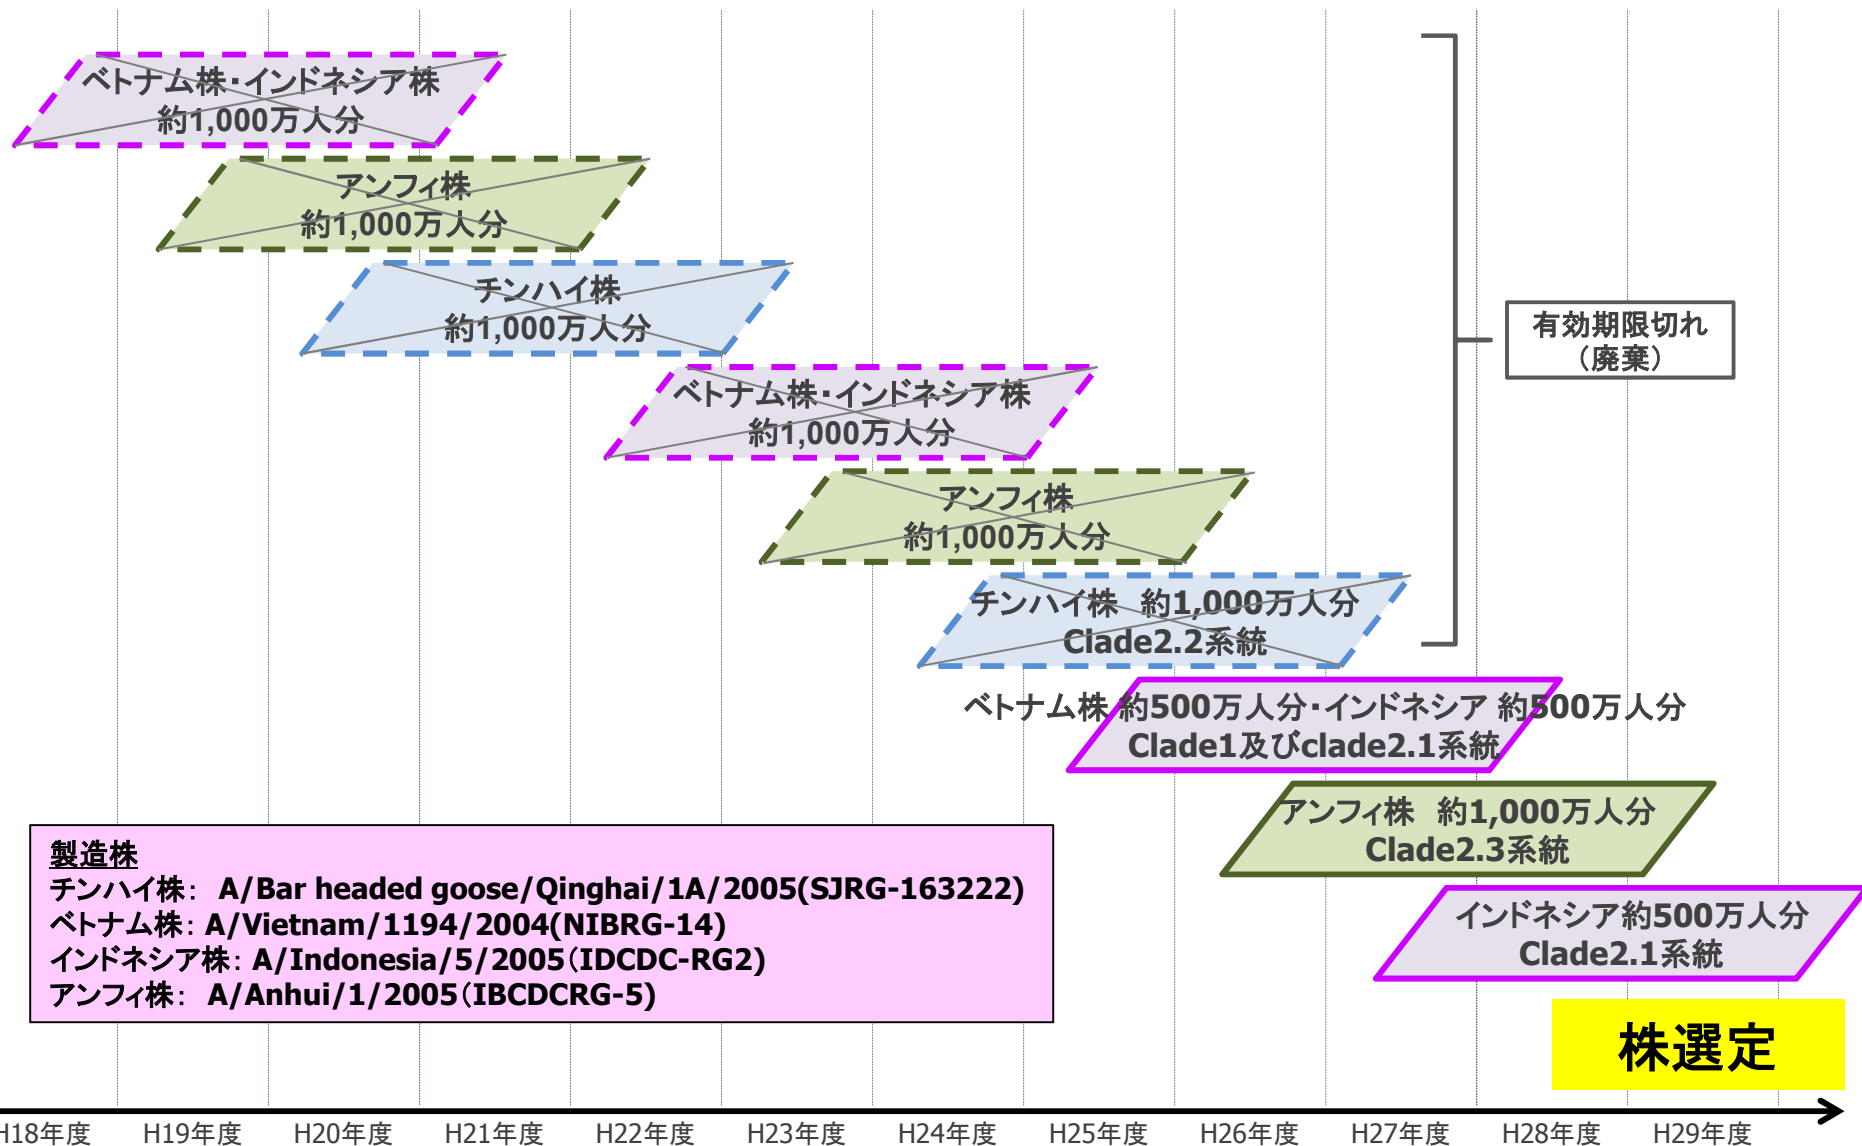 ベトナム株・インドネシア株
約1,000万人分
アンフィ株
約1,000万人分
チンハイ株
約1,000万人分
ベトナム株・インドネシア株
約1,000万人分
アンフィ株
約1,000万人分
チンハイ株 約1,000万人分
Clade2.2系統
有効期限切れ
（廃棄）
ベトナム株 約500万人分・インドネシア 約500万人分
Clade1及びclade2.1系統
アンフィ株 約1,000万人分
Clade2.3系統
インドネシア約500万人分
Clade2.1系統
製造株
チンハイ株： A/Bar headed goose/Qinghai/1A/2005(SJRG-163222)
ベトナム株：A/Vietnam/1194/2004(NIBRG-14)
インドネシア株：A/Indonesia/5/2005（IDCDC-RG2)
アンフィ株： A/Anhui/1/2005（IBCDCRG-5)
株選定
H18年度 H19年度 H20年度 H21年度 H22年度 H23年度 H24年度 H25年度 H26年度 H27年度 H28年度 H29年度